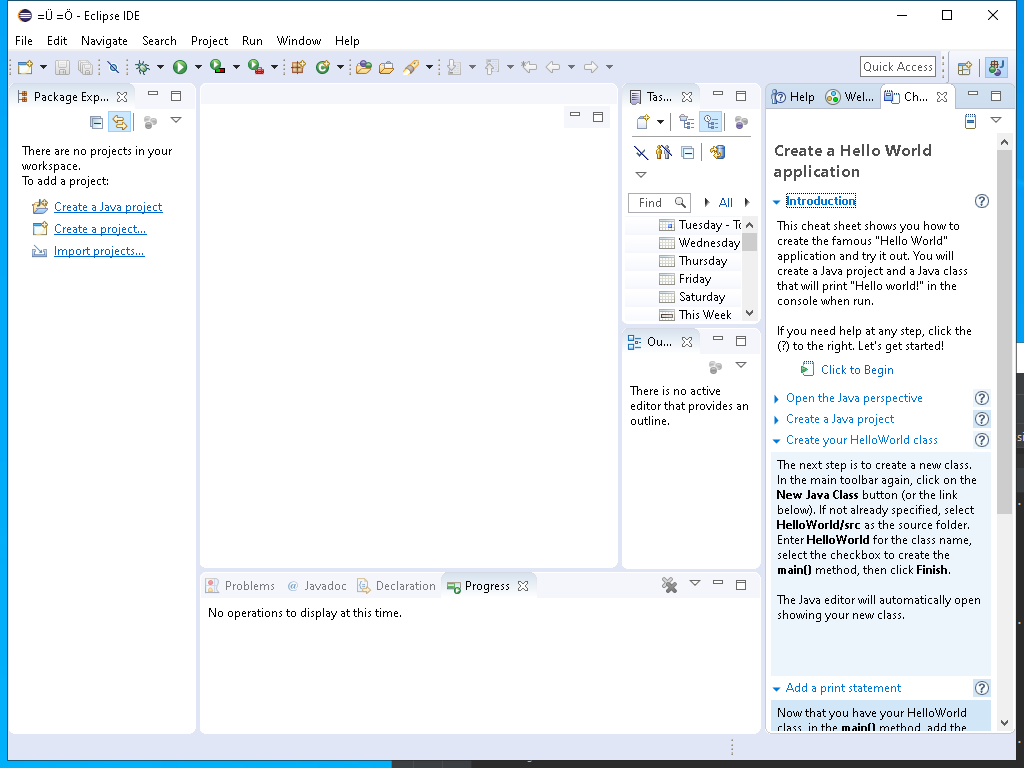 =Ü =Ö - Eclipse IDE
File Edit Navigate Search Project Run Window Help
Quick Access
Package Exp...
There are no projects in your
workspace.
To add a project:
Create a Java project
Create a project...
Import projects...
Tas...
Find
All
Tuesday - To
Wednesday
Thursday
Friday
Saturday
This Week
Ou...
There is no active
editor that provides an
outline.
Problems @ Javadoc Declaration Progress
No operations to display at this time.
Help Wel... Ch...
Create a Hello World
application
Introduction
This cheat sheet shows you how to
create the famous "Hello World"
application and try it out. You will
create a Java project and a Java class
that will print "Hello world!" in the
console when run.
If you need help at any step, click the
(?) to the right. Let's get started!
Click to Begin
Open the Java perspective
Create a Java project
Create your HelloWorld class
The next step is to create a new class.
In the main toolbar again, click on the
New Java Class button (or the link
below). If not already specified, select
HelloWorld/src as the source folder.
Enter HelloWorld for the class name,
select the checkbox to create the
main() method, then click Finish.
The Java editor will automatically open
showing your new class.
Add a print statement
Now that you have your HelloWorld
class, in the main() method, add the